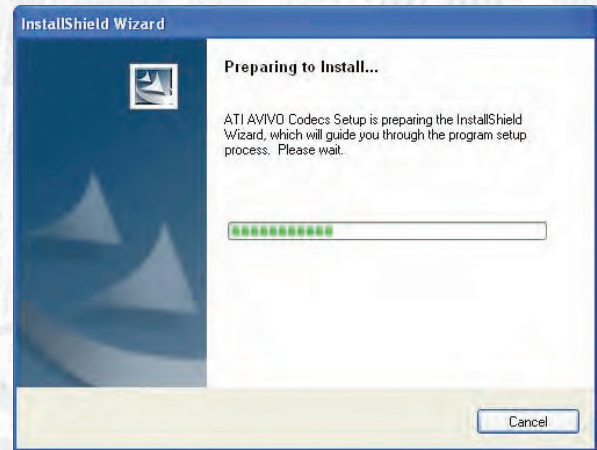 InstallShield Wizard
Preparing to Install...
ATI AVIVO Codecs Setup is preparing the InstallShield
Wizard, which will guide you through the program setup
process. Please wait.
Cancel